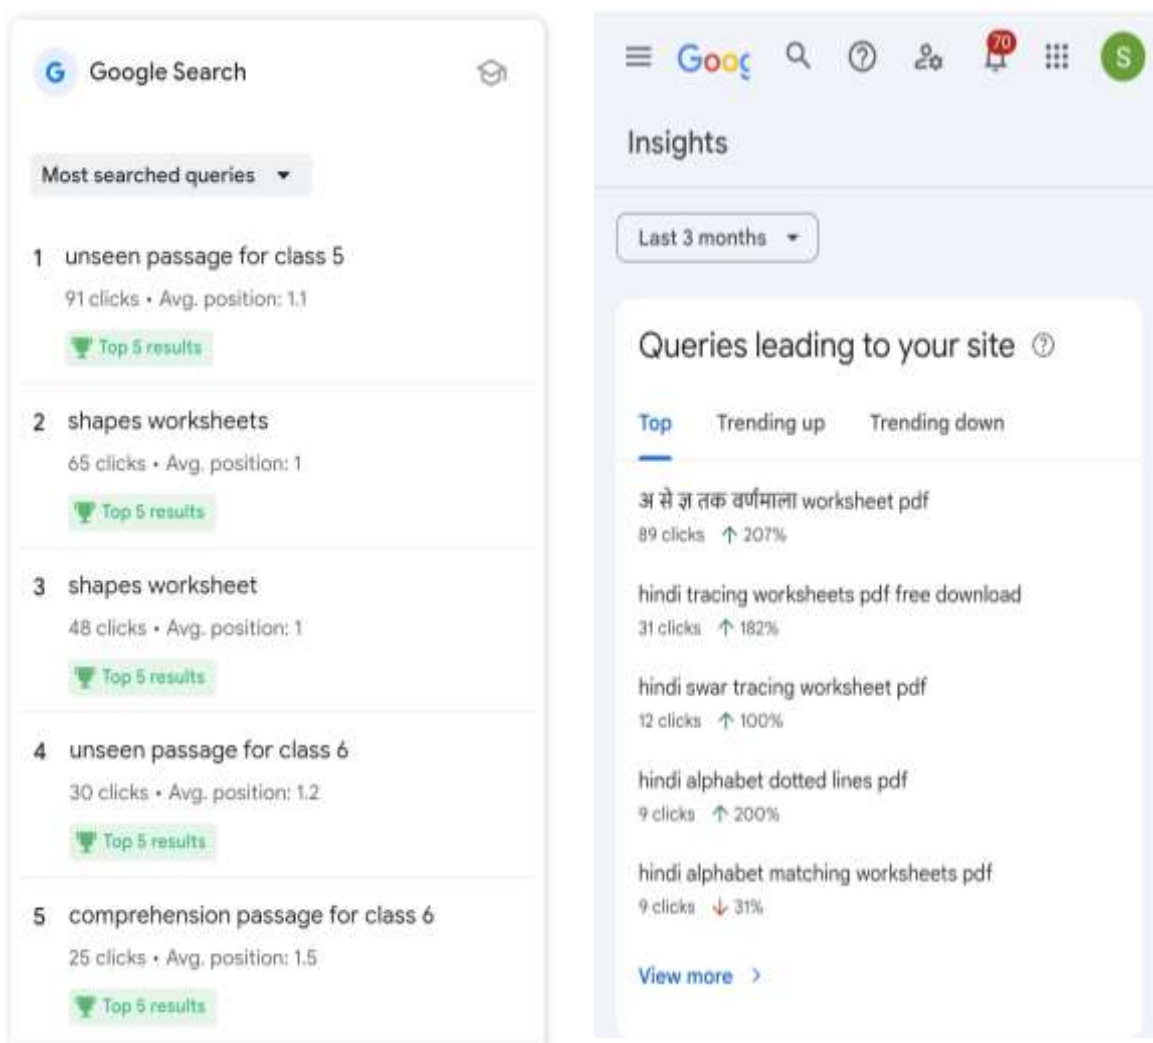 G Google Search
Most searched queries
1 unseen passage for class 5
91 clicks • Avg. position: 1.1
Top 5 results
2 shapes worksheets
65 clicks • Avg. position: 1
Top 5 results
3 shapes worksheet
48 clicks • Avg. position: 1
Top 5 results
4 unseen passage for class 6
30 clicks • Avg. position: 1.2
Top 5 results
5 comprehension passage for class 6
25 clicks • Avg. position: 1.5
Top 5 results
Goog 70 S
Insights
Last 3 months
Queries leading to your site
Top Trending up Trending down
अ से ज्ञ तक वर्णमाला worksheet pdf
89 clicks ↑ 207%
hindi tracing worksheets pdf free download
31 clicks ↑ 182%
hindi swar tracing worksheet pdf
12 clicks ↑ 100%
hindi alphabet dotted lines pdf
9 clicks ↑ 200%
hindi alphabet matching worksheets pdf
9 clicks ↓ 31%
View more >